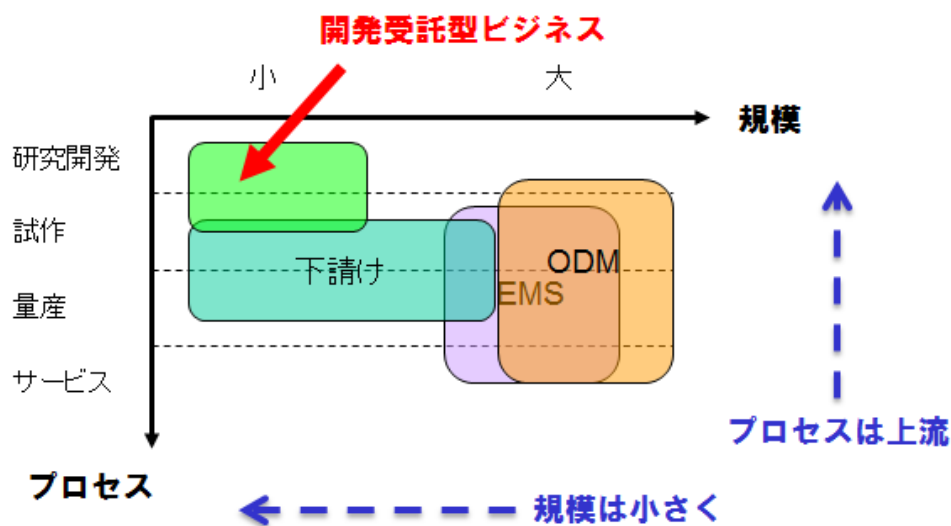 開発受託型ビジネス
小
大
規模
研究開発
試作
量産
サービス
下請け
ODM
EMS
プロセスは上流
プロセス
規模は小さく